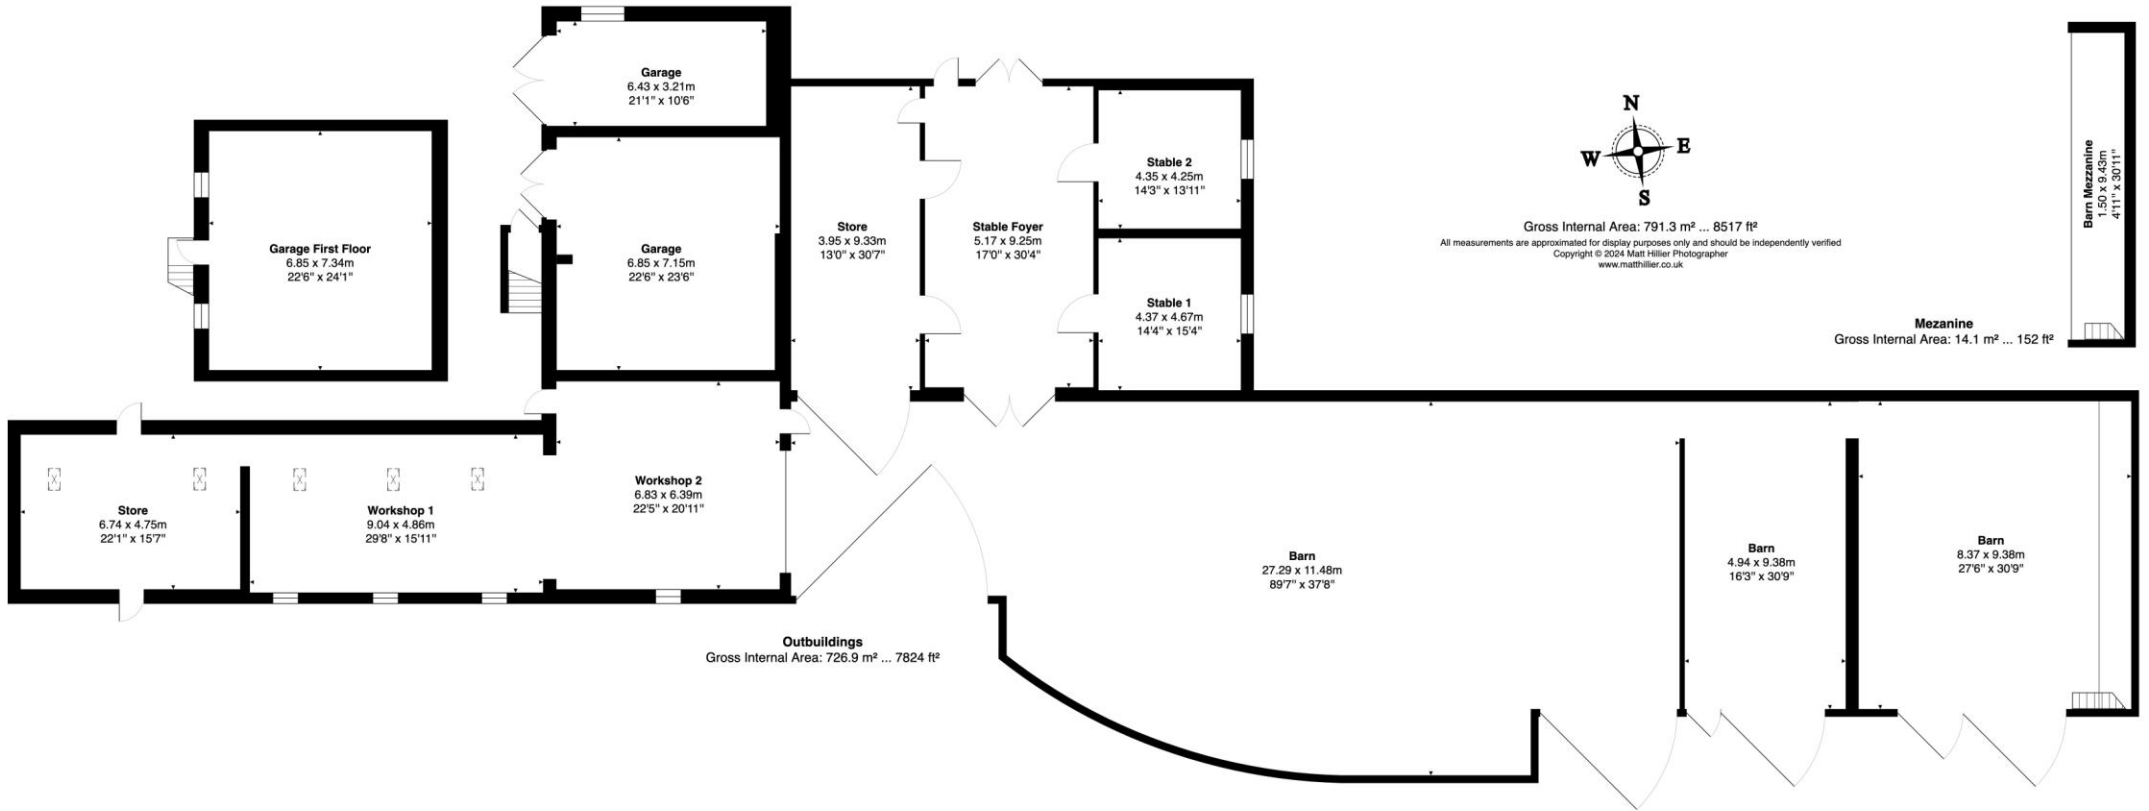 Garage
6.43 x 3.21m
21'1" x 10'6"
Garage First Floor
6.85 x 7.34m
22'6" x 24'1"
Garage
6.85 x 7.15m
22'6" x 23'6"
Store
3.95 x 9.33m
13'0" x 30'7"
Stable Foyer
5.17 x 9.25m
17'0" x 30'4"
Stable 2
4.35 x 4.25m
14'3" x 13'11"
Stable 1
4.37 x 4.67m
14'4" x 15'4"
N
W
E
S
Gross Internal Area: 791.3 m² ... 8517 ft²
All measurements are approximated for display purposes only and should be independently verified
Copyright © 2024 Matt Hillier Photographer
www.matthillier.co.uk
Barn Mezzanine
1.50 x 9.43m
4'11" x 30'11"
Mezanine
Gross Internal Area: 14.1 m² ... 152 ft²
Store
6.74 x 4.75m
22'1" x 15'7"
Workshop 1
9.04 x 4.86m
29'8" x 15'11"
Workshop 2
6.83 x 6.39m
22'5" x 20'11"
Barn
27.29 x 11.48m
89'7" x 37'8"
Barn
4.94 x 9.38m
16'3" x 30'9"
Barn
8.37 x 9.38m
27'6" x 30'9"
Outbuildings
Gross Internal Area: 726.9 m² ... 7824 ft²